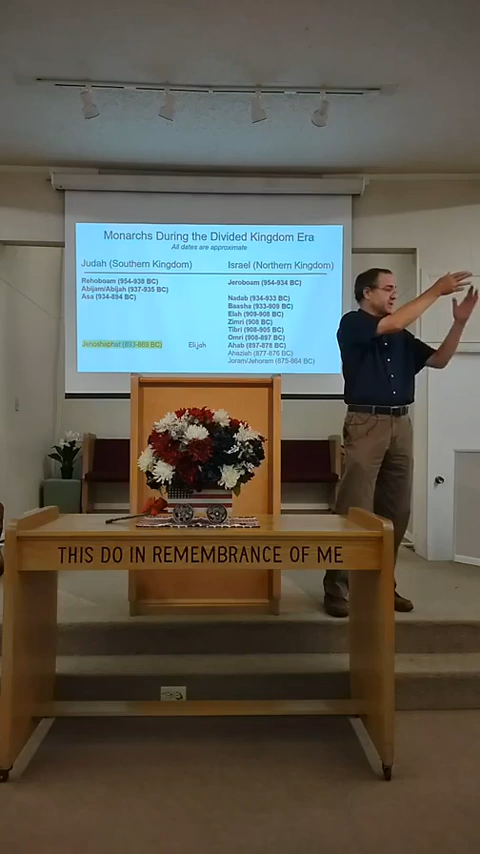 Monarchs During the Divided Kingdom Era
All dates are approximate
Judah (Southern Kingdom)
Rehoboam (954-938 BC)
Abijam/Abijah (937-935 BC)
Asa (934-894 BC)
Jehoshaphat (893-869 BC)
Elijah
Israel (Northern Kingdom)
Jeroboam (954-934 BC)
Nadab (934-933 BC)
Baasha (933-909 BC)
Elah (909-908 BC)
Zimri (908 BC)
Tibri (908-905 BC)
Omri (908-897 BC)
Ahab (897-878 BC)
Ahaziah (877-876 BC)
Joram/Jehoram (875-864 BC)
THIS DO IN REMEMBRANCE OF ME